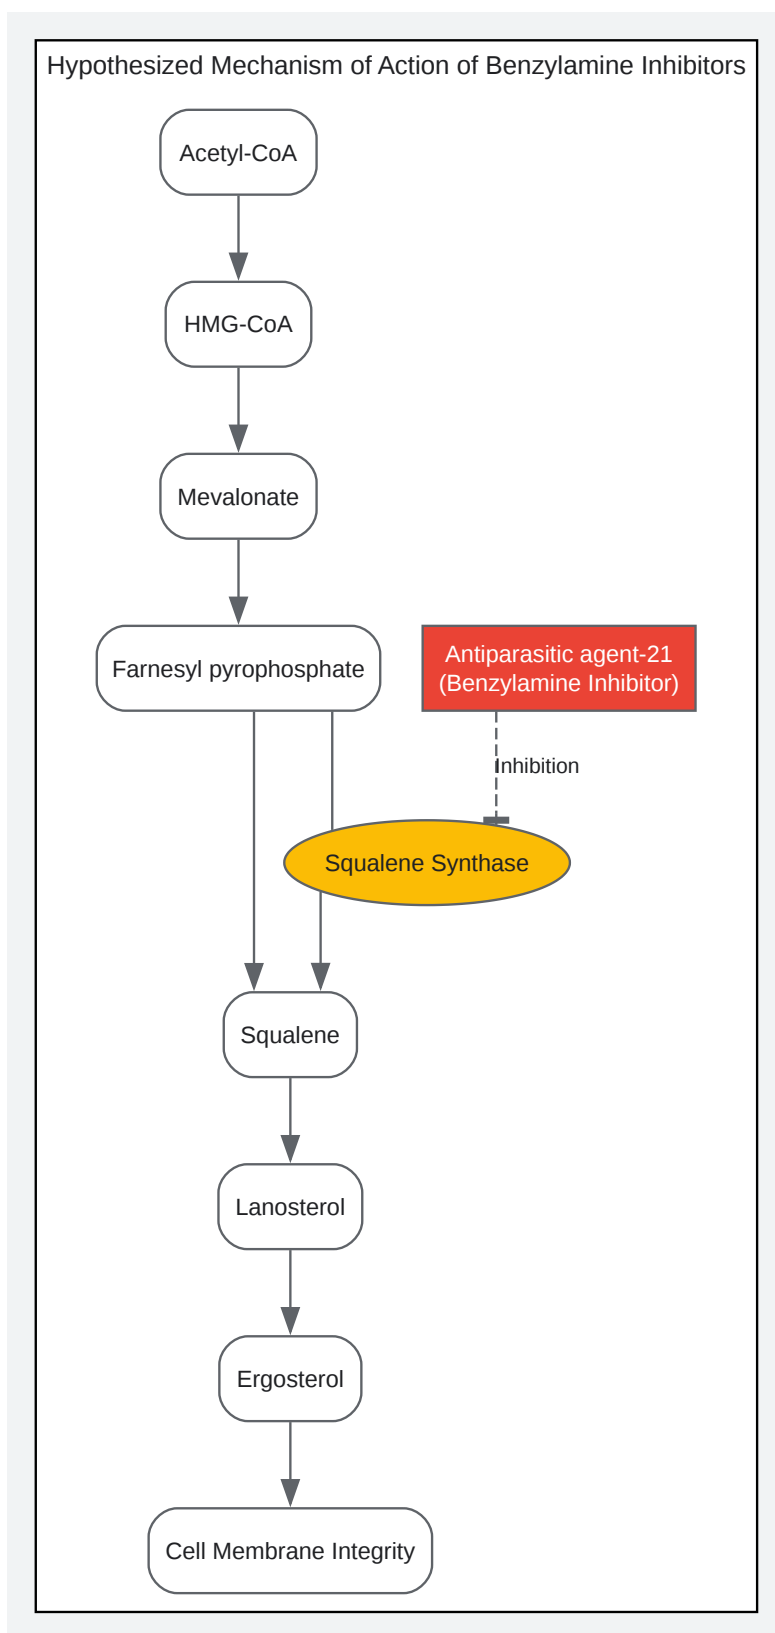 Hypothesized Mechanism of Action of Benzylamine Inhibitors
Acetyl-CoA
HMG-CoA
Mevalonate
Farnesyl pyrophosphate
Antiparasitic agent-21
(Benzylamine Inhibitor)
Inhibition
Squalene Synthase
Squalene
Lanosterol
Ergosterol
Cell Membrane Integrity